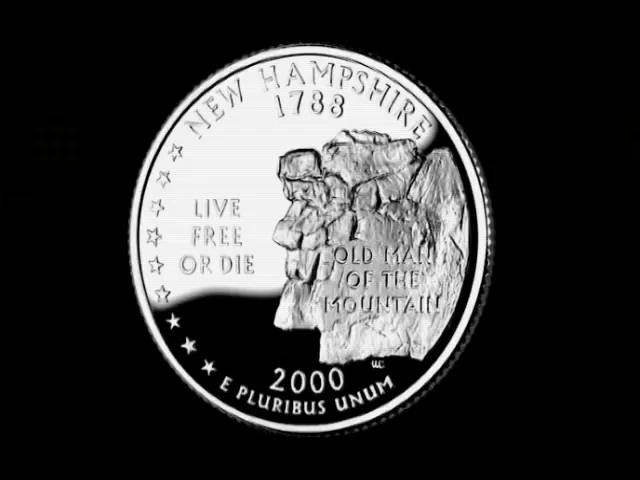 NEW HAMPSHIRE
1788
LIVE
FREE
OR DIE
OLD MAN
OF THE
MOUNTAIN
2000
E PLURIBUS UNUM